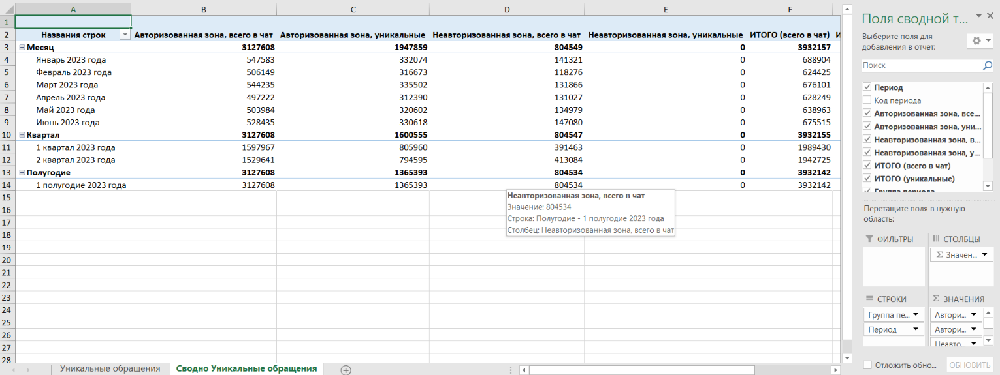 A B C D E F
1
2 Названия строк Авторизованная зона, всего в чат Авторизованная зона, уникальные Неавторизованная зона, всего в чат Неавторизованная зона, уникальные ИТОГО (всего в чат) И
3 Месяц 3127608 1947859 804549 0 3932157
4 Январь 2023 года 547583 332074 141321 0 688904
5 Февраль 2023 года 506149 316673 118276 0 624425
6 Март 2023 года 544235 335502 131866 0 676101
7 Апрель 2023 года 497222 312390 131027 0 628249
8 Май 2023 года 503984 320602 134979 0 638963
9 Июнь 2023 года 528435 330618 147080 0 675515
10 Квартал 3127608 1600555 804547 0 3932155
11 1 квартал 2023 года 1597967 805960 391463 0 1989430
12 2 квартал 2023 года 1529641 794595 413084 0 1942725
13 Полугодие 3127608 1365393 804534 0 3932142
14 1 полугодие 2023 года 3127608 1365393 804534 0 3932142
15
16
17
18
19
20
21
22
23
24
25
26
27
28
Неавторизованная зона, всего в чат
Значение: 804534
Строка: Полугодие - 1 полугодие 2023 года
Столбец: Неавторизованная зона, всего в чат
Уникальные обращения Сводно Уникальные обращения
Поля сводной т...
Выберите поля для
добавления в отчет:
Поиск
Период
Код периода
Авторизованная зона, все...
Авторизованная зона, уни...
Неавторизованная зона, в...
Неавторизованная зона, у...
ИТОГО (всего в чат)
ИТОГО (уникальные)
Группа периода
Перетащите поля в нужную
область:
ФИЛЬТРЫ
СТОЛБЦЫ
Σ Значен...
СТРОКИ
Группа пе...
Период
Σ ЗНАЧЕНИЯ
Автори...
Автори...
Неавто...
Отложить обно... ОБНОВИТЬ